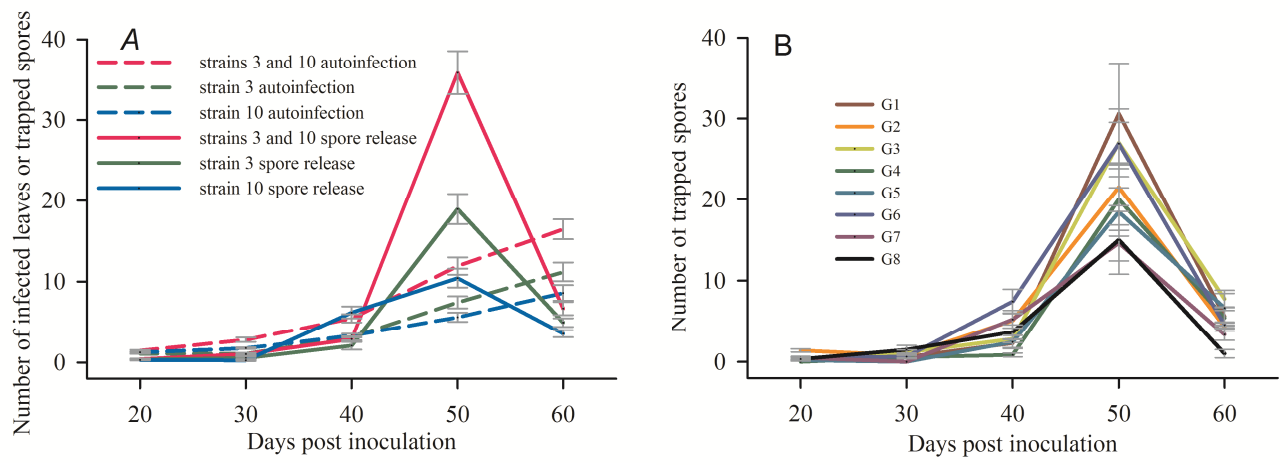 A
Number of infected leaves or trapped spores
40
30
20
10
0
strains 3 and 10 autoinfection
strain 3 autoinfection
strain 10 autoinfection
strains 3 and 10 spore release
strain 3 spore release
strain 10 spore release
20 30 40 50 60
Days post inoculation
B
Number of trapped spores
40
30
20
10
0
G1
G2
G3
G4
G5
G6
G7
G8
20 30 40 50 60
Days post inoculation